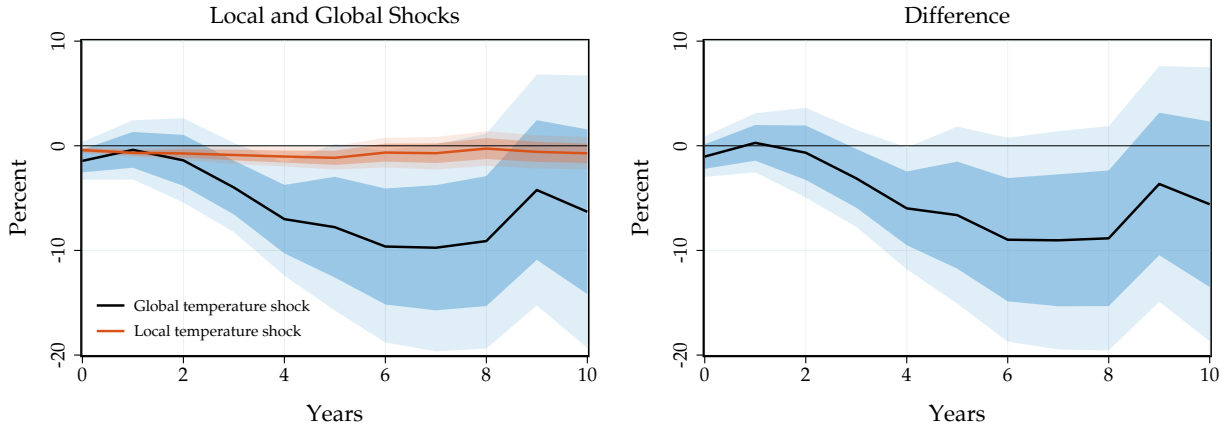 Local and Global Shocks
10
0
-10
-20
Percent
Global temperature shock
Local temperature shock
0 2 4 6 8 10
Years
Difference
10
0
-10
-20
Percent
0 2 4 6 8 10
Years